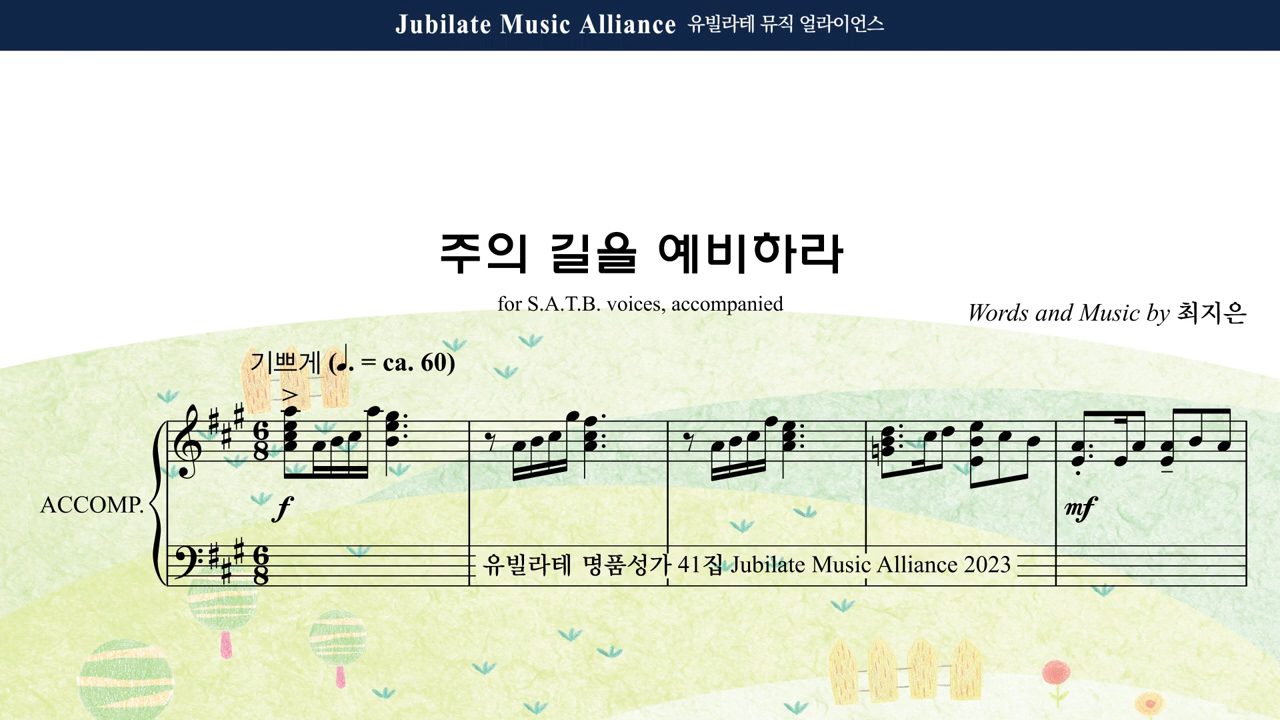 Jubilate Music Alliance 유빌라테 뮤직 얼라이언스
주의 길을 예비하라
for S.A.T.B. voices, accompanied
Words and Music by 최지은
기쁘게 (♩. = ca. 60)
6 8
f
mf
ACCOMP.
6 8
유빌라테 명품성가 41집 Jubilate Music Alliance 2023